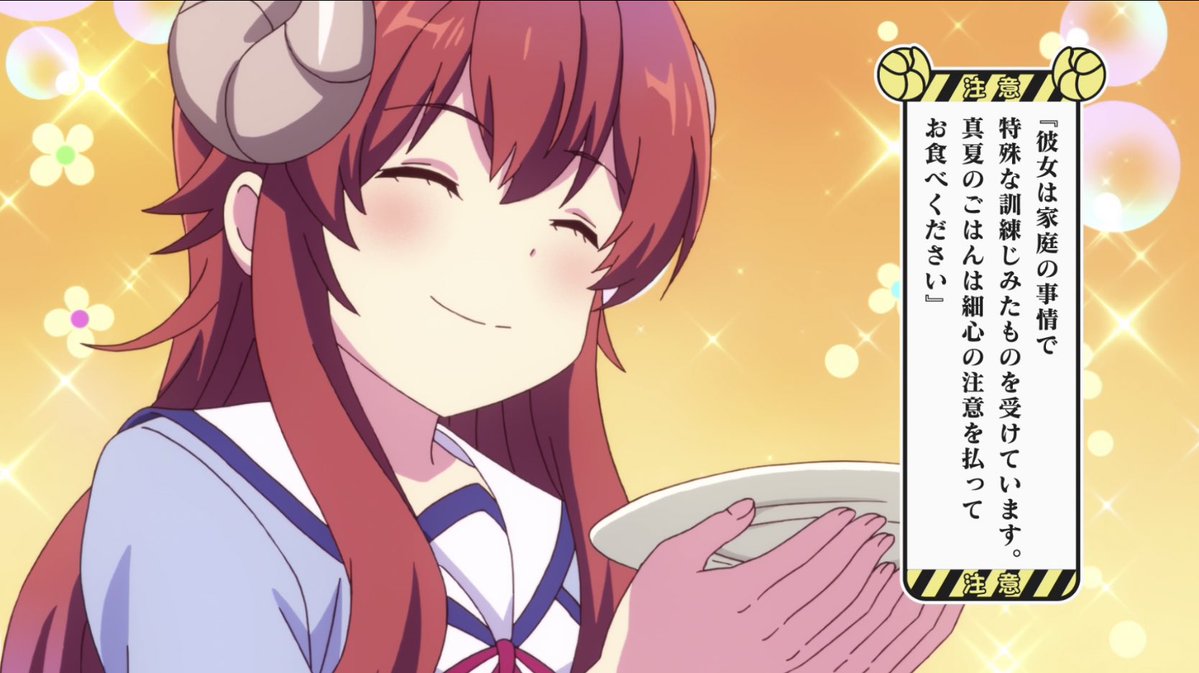 注意
『彼女は家庭の事情で
特殊な訓練じみたものを受けています。
真夏のごはんは細心の注意を払って
お食べください』
注意